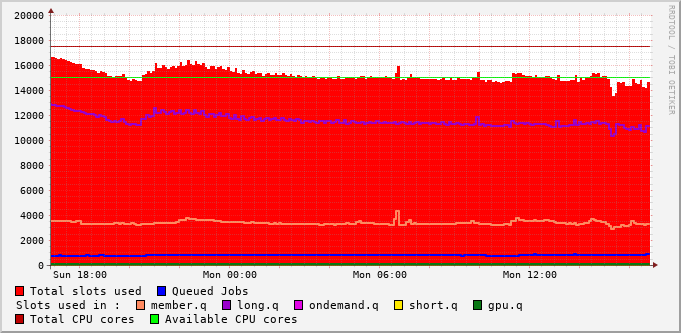 RRDTOOL / TOBI OETIKER
20000
18000
16000
14000
12000
10000
8000
6000
4000
2000
0
Sun 18:00 Mon 00:00 Mon 06:00 Mon 12:00
Total slots used Queued Jobs
Slots used in : member.q long.q ondemand.q short.q gpu.q
Total CPU cores Available CPU cores